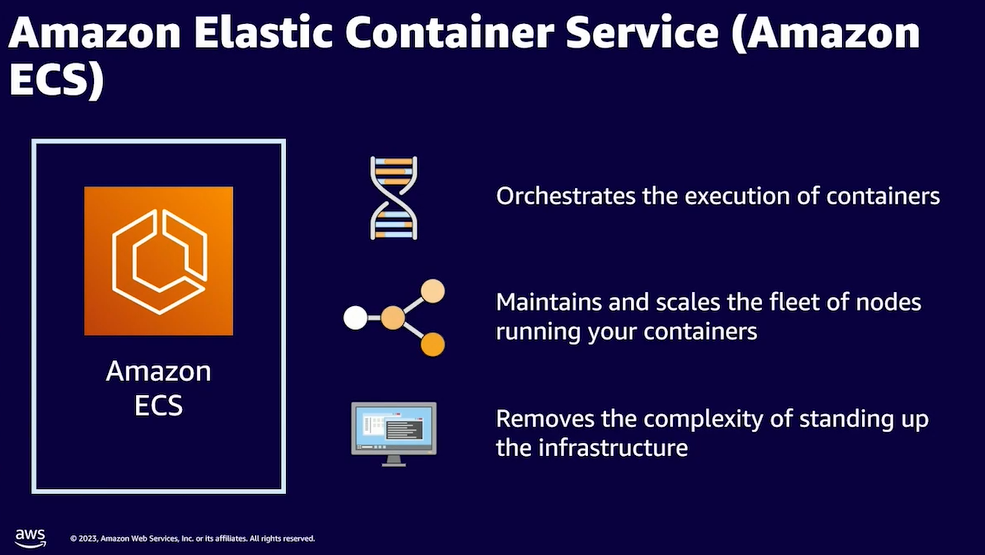 Amazon Elastic Container Service (Amazon
ECS)
Amazon
ECS
Orchestrates the execution of containers
Maintains and scales the fleet of nodes
running your containers
Removes the complexity of standing up
the infrastructure
aws
© 2023, Amazon Web Services, Inc. or its affiliates. All rights reserved.